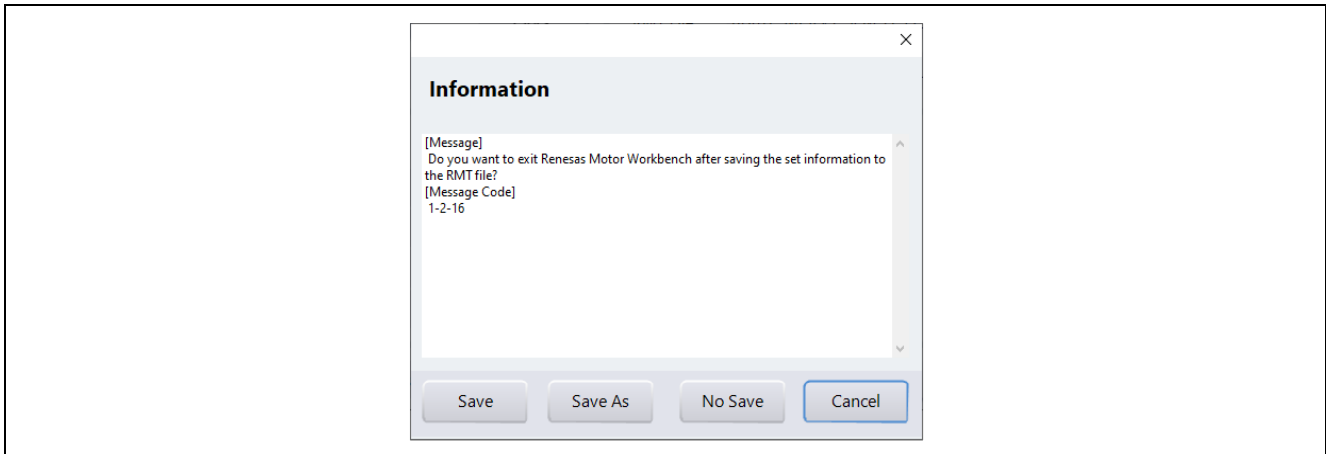 Information
[Message]
Do you want to exit Renesas Motor Workbench after saving the set information to
the RMT file?
[Message Code]
1-2-16
Save Save As No Save Cancel